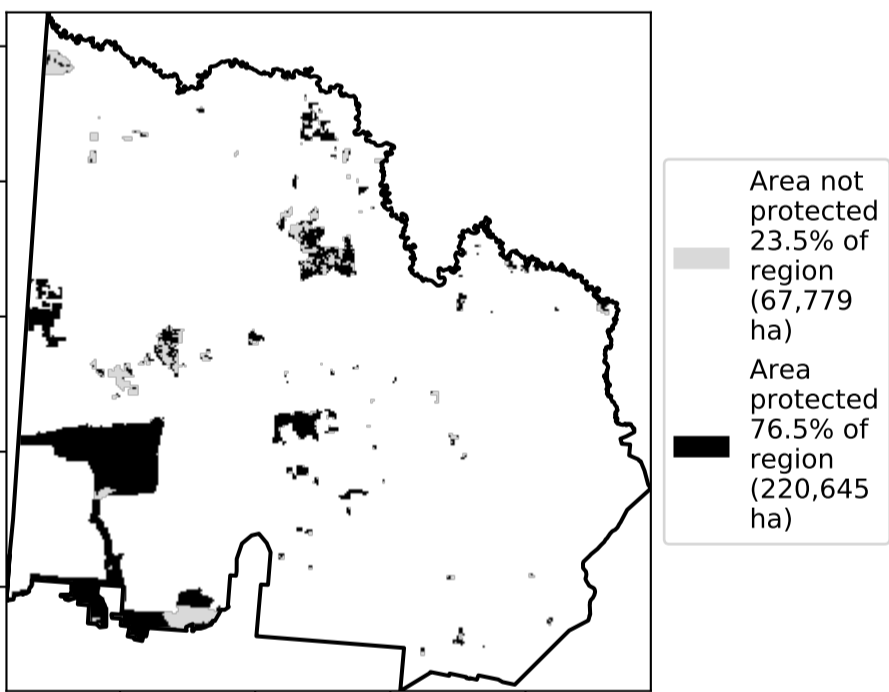 Area not
protected
23.5% of
region
(67,779
ha)
Area
protected
76.5% of
region
(220,645
ha)